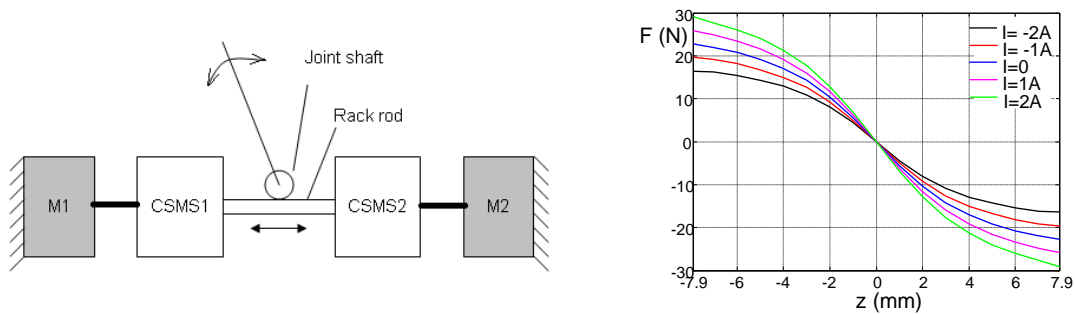 Joint shaft
Rack rod
M1
CSMS1
CSMS2
M2
F (N)
30
20
10
0
-10
-20
-30
I= -2A
I= -1A
I=0
I=1A
I=2A
-7.9 -6 -4 -2 0 2 4 6 7.9
z (mm)